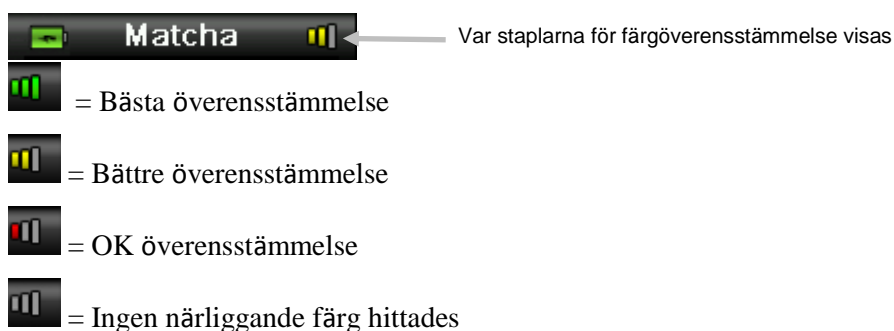 Matcha
Var staplarna för färgöverensstämmelse visas
= Bästa överensstämmelse
= Bättre överensstämmelse
= OK överensstämmelse
= Ingen närliggande färg hittades